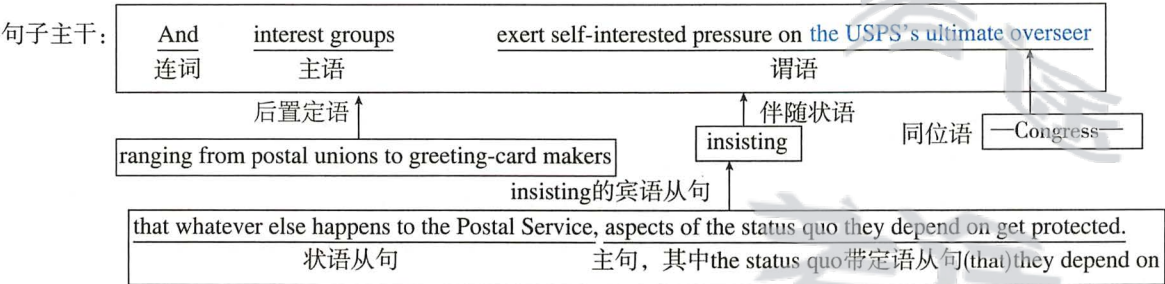 句子主干：
And interest groups exert self-interested pressure on the USPS's ultimate overseer
连词 主语 谓语
后置定语 伴随状语
同位语 —Congress—
ranging from postal unions to greeting-card makers insisting
insisting的宾语从句
that whatever else happens to the Postal Service, aspects of the status quo they depend on get protected.
状语从句 主句，其中the status quo带定语从句(that)they depend on